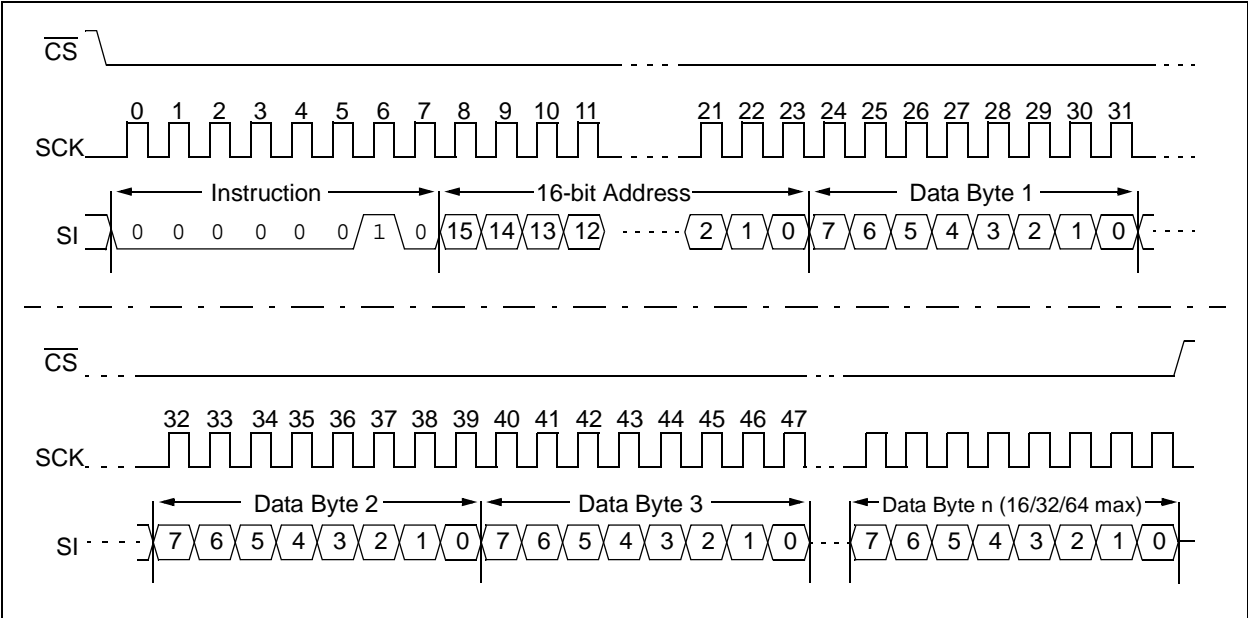 CS
0 1 2 3 4 5 6 7 8 9 10 11 21 22 23 24 25 26 27 28 29 30 31
SCK
Instruction 16-bit Address Data Byte 1
SI 0 0 0 0 0 0 1 0 15 14 13 12 2 1 0 7 6 5 4 3 2 1 0
CS
32 33 34 35 36 37 38 39 40 41 42 43 44 45 46 47
SCK
Data Byte 2 Data Byte 3 Data Byte n (16/32/64 max)
SI 7 6 5 4 3 2 1 0 7 6 5 4 3 2 1 0 7 6 5 4 3 2 1 0